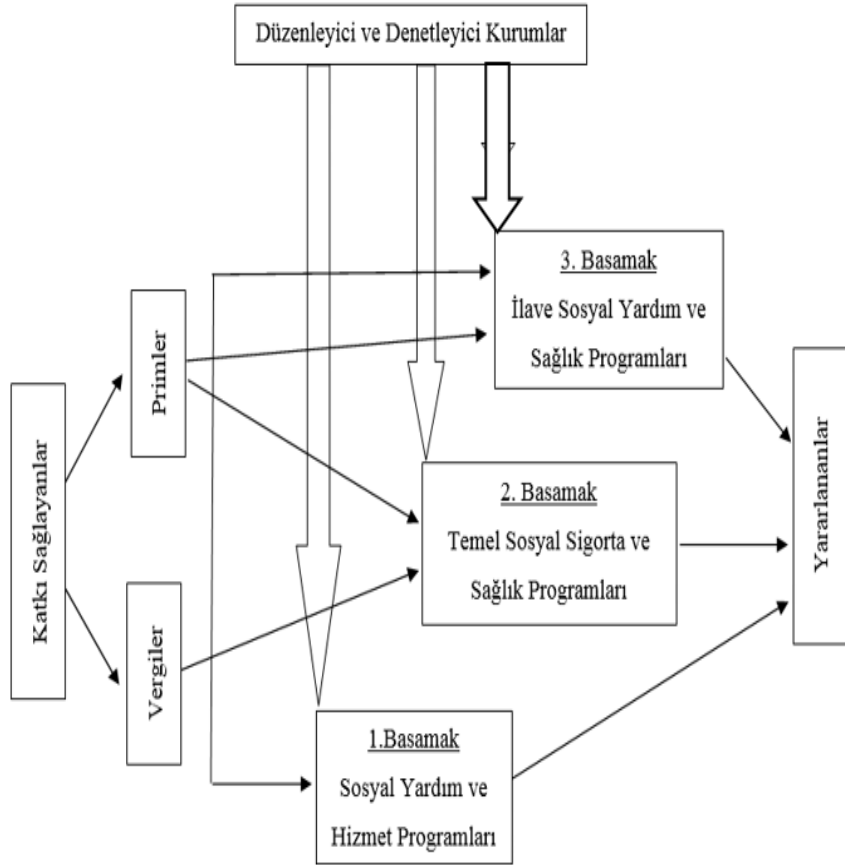 Düzenleyici ve Denetleyici Kurumlar
3. Basamak
İlave Sosyal Yardım ve
Sağlık Programları
Primler
Katkı Sağlayanlar
Yararlananlar
2. Basamak
Temel Sosyal Sigorta ve
Sağlık Programları
Vergiler
1.Basamak
Sosyal Yardım ve
Hizmet Programları